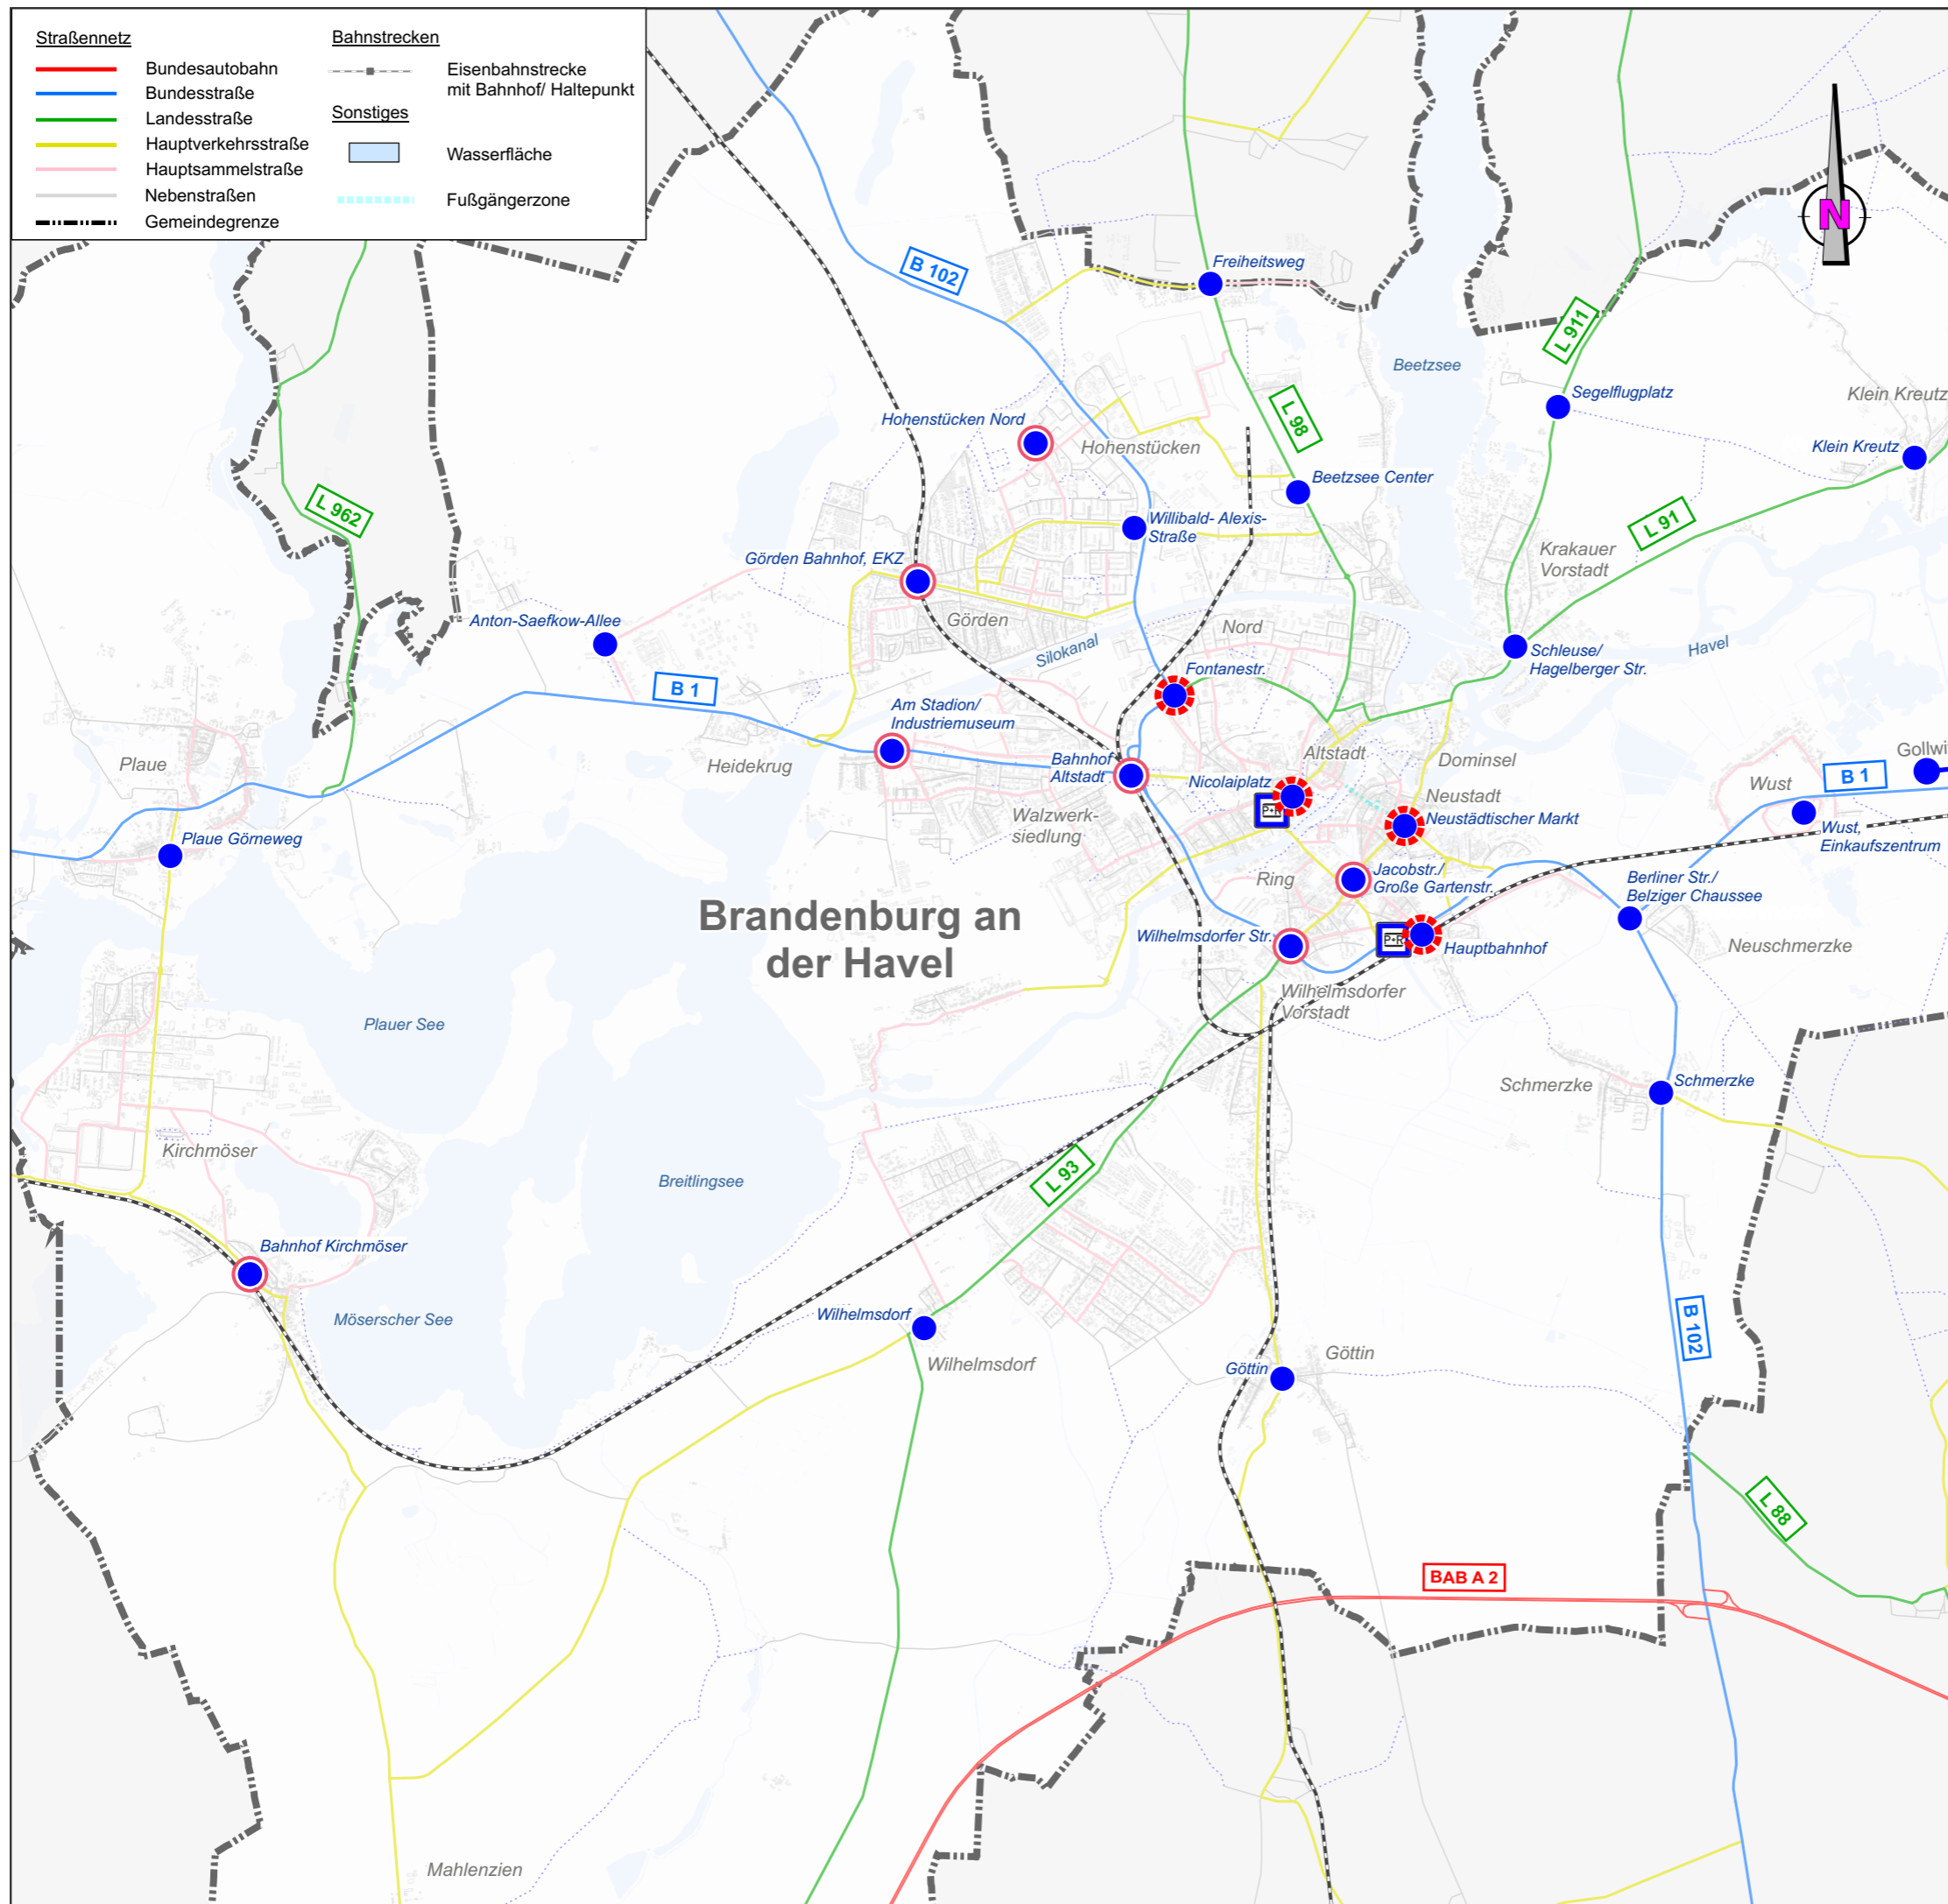 Straßennetz
Bundesautobahn
Bundesstraße
Landesstraße
Hauptverkehrsstraße
Hauptsammelstraße
Nebenstraßen
Gemeindegrenze
Bahnstrecken
Eisenbahnstrecke
mit Bahnhof/ Haltepunkt
Sonstiges
Wasserfläche
Fußgängerzone
N
B 102
Freiheitsweg
L 911
Beetzsee
Segelflugplatz
Klein Kreutz
L 98
Hohenstücken Nord
Hohenstücken
Klein Kreutz
Beetzsee Center
L 962
Willibald- Alexis-
Straße
L 91
Krakauer
Vorstadt
Görden Bahnhof, EKZ
Görden
Anton-Saefkow-Allee
Nord
Silokanal
Havel
Schleuse/
Hagelberger Str.
Fontanestr.
B 1
Am Stadion/
Industriemuseum
Plaue
Heidekrug
Bahnhof
Altstadt
Altstadt
Dominsel
Gollwi
B 1
Wust
Nicolaiplatz
P+R
Neustadt
Neustädtischer Markt
Walzwerk-
siedlung
Wust,
Einkaufszentrum
Plaue Görneweg
Ring
Jacobstr./
Große Gartenstr.
Berliner Str./
Belziger Chaussee
Brandenburg an
der Havel
Wilhelmsdorfer Str.
P+R
Hauptbahnhof
Neuschmerzke
Wilhelmsdorfer
Vorstadt
Plauer See
Schmerzke
Schmerzke
Kirchmöser
L 93
Breitlingsee
Bahnhof Kirchmöser
Möserscher See
Wilhelmsdorf
Wilhelmsdorf
B 102
Göttin
Göttin
L 88
BAB A 2
Mahlenzien